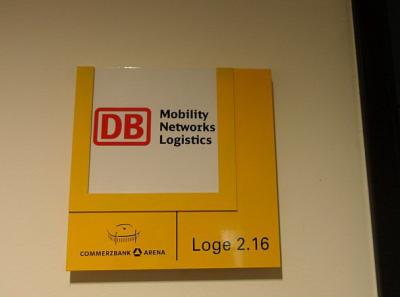 DB
Mobility
Networks
Logistics
COMMERZBANK ARENA
Loge 2.16